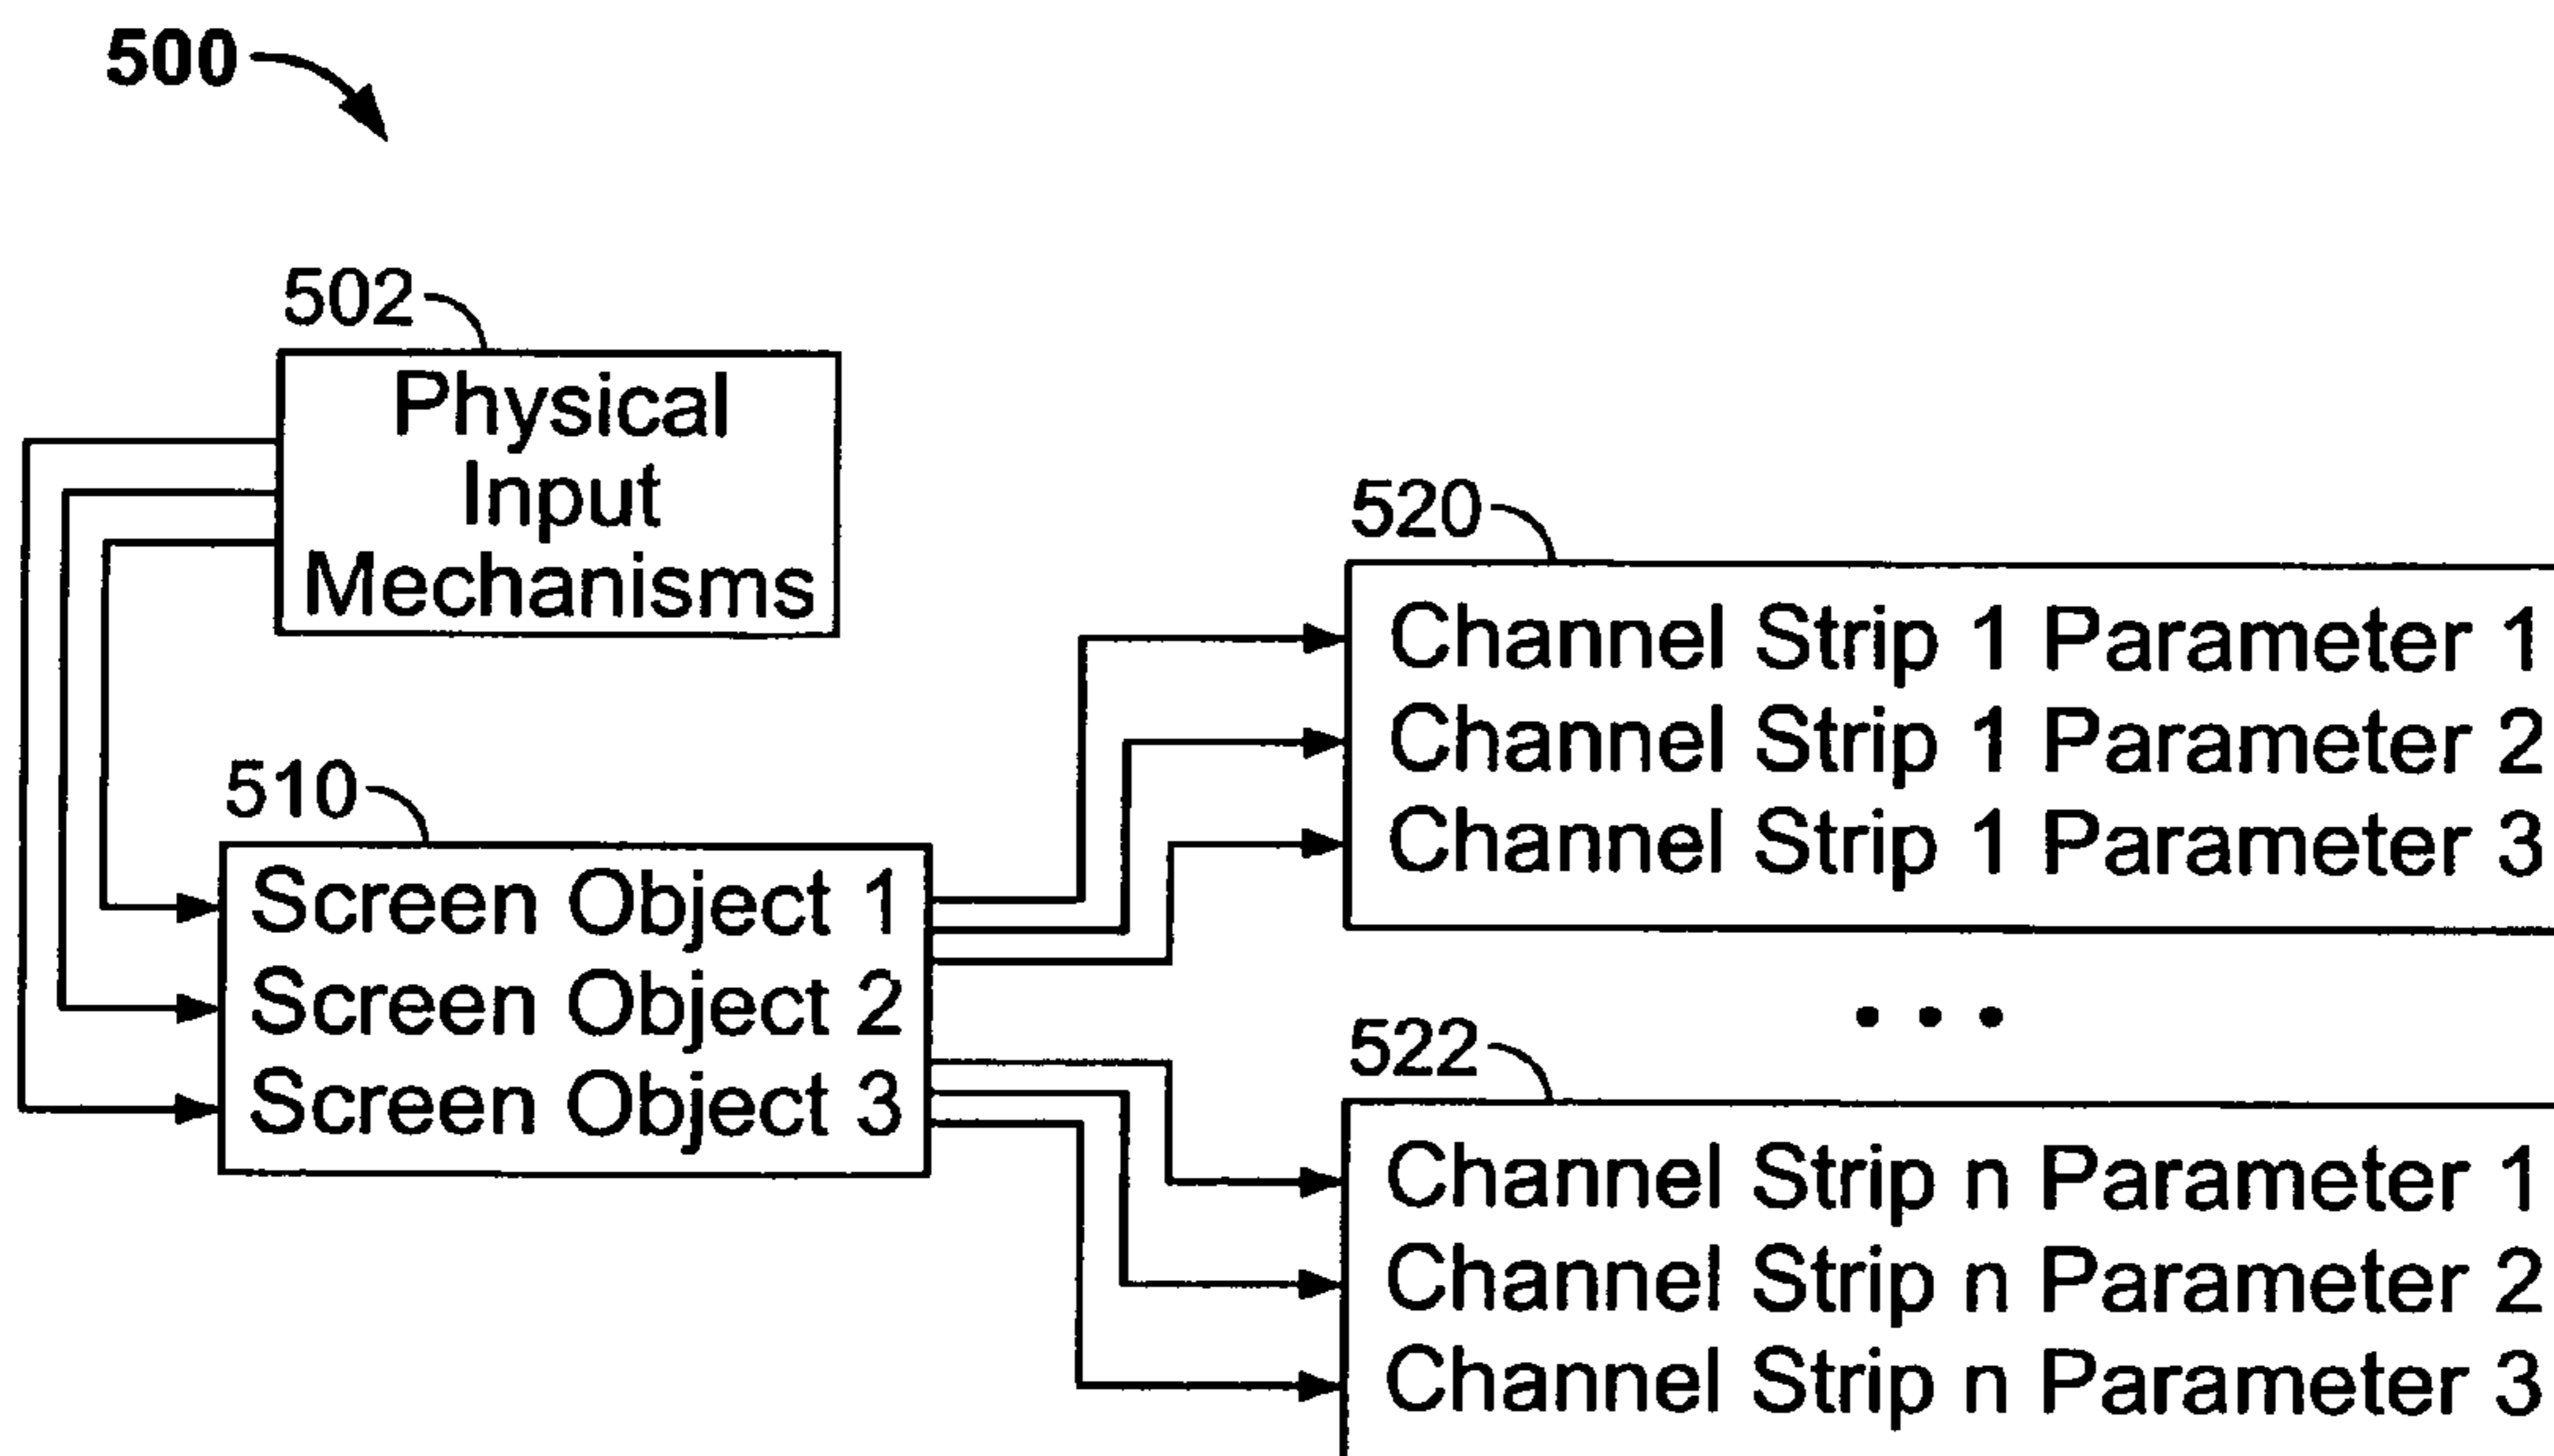 500
502
Physical
Input
Mechanisms
510
Screen Object 1
Screen Object 2
Screen Object 3
520
Channel Strip 1 Parameter 1
Channel Strip 1 Parameter 2
Channel Strip 1 Parameter 3
• • •
522
Channel Strip n Parameter 1
Channel Strip n Parameter 2
Channel Strip n Parameter 3